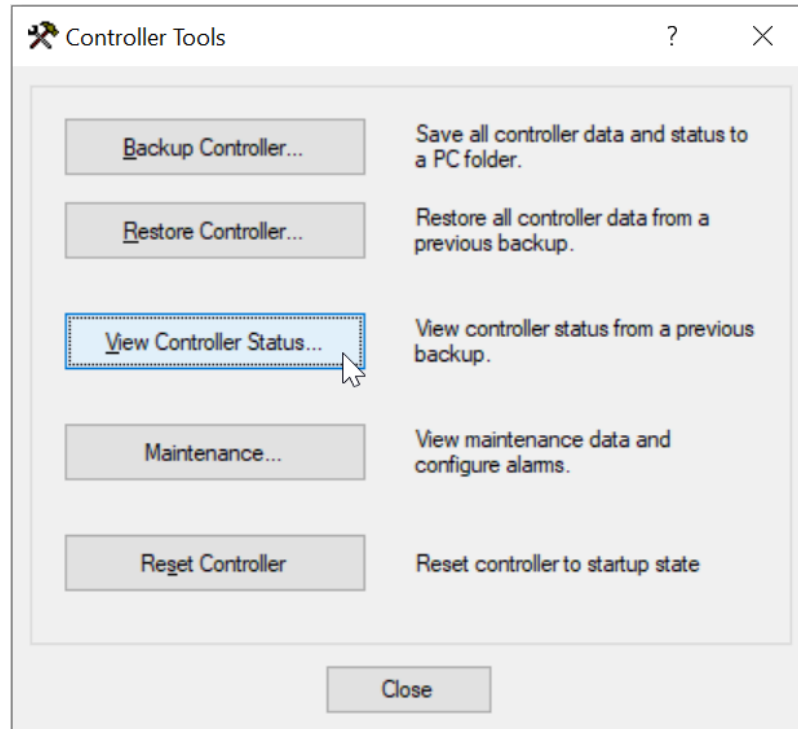 Controller Tools
?
Backup Controller...
Save all controller data and status to
a PC folder.
Restore Controller...
Restore all controller data from a
previous backup.
View Controller Status...
View controller status from a previous
backup.
Maintenance...
View maintenance data and
configure alarms.
Reset Controller
Reset controller to startup state
Close